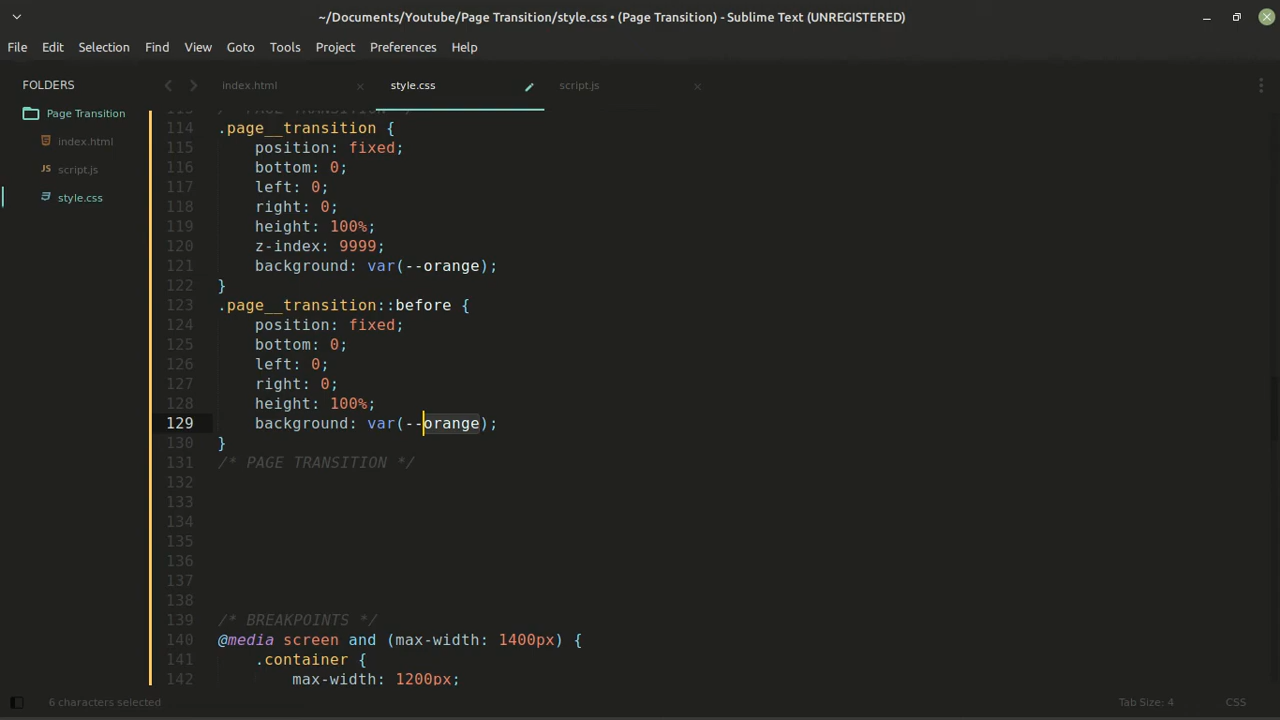 ~/Documents/Youtube/Page Transition/style.css • (Page Transition) - Sublime Text (UNREGISTERED)
File Edit Selection Find View Goto Tools Project Preferences Help
FOLDERS
Page Transition
index.html
JS script.js
style.css
index.html × style.css script.js ×
113 /* PAGE TRANSITION */
114 .page__transition {
115 position: fixed;
116 bottom: 0;
117 left: 0;
118 right: 0;
119 height: 100%;
120 z-index: 9999;
121 background: var(--orange);
122 }
123 .page__transition::before {
124 position: fixed;
125 bottom: 0;
126 left: 0;
127 right: 0;
128 height: 100%;
129 background: var(--orange);
130 }
131 /* PAGE TRANSITION */
132
133
134
135
136
137
138
139 /* BREAKPOINTS */
140 @media screen and (max-width: 1400px) {
141 .container {
142 max-width: 1200px;
6 characters selected
Tab Size: 4
CSS